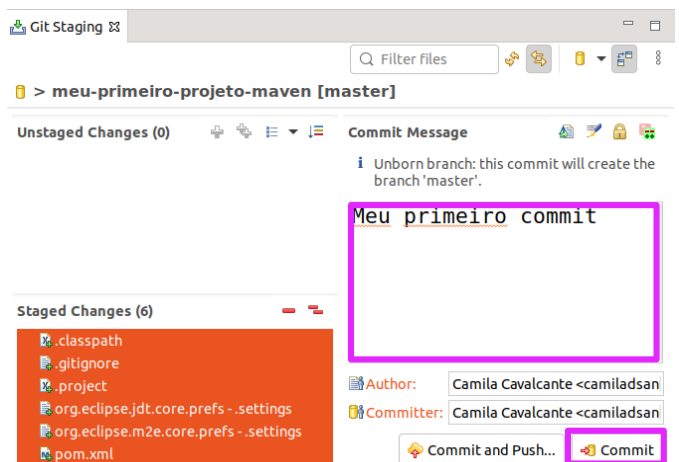 Git Staging
Filter files
> meu-primeiro-projeto-maven [master]
Unstaged Changes (0)
Commit Message
Unborn branch: this commit will create the
branch 'master'.
Meu primeiro commit
Staged Changes (6)
.classpath
.gitignore
.project
org.eclipse.jdt.core.prefs - .settings
org.eclipse.m2e.core.prefs - .settings
pom.xml
Author: Camila Cavalcante <camiladsan
Committer: Camila Cavalcante <camiladsan
Commit and Push...
Commit